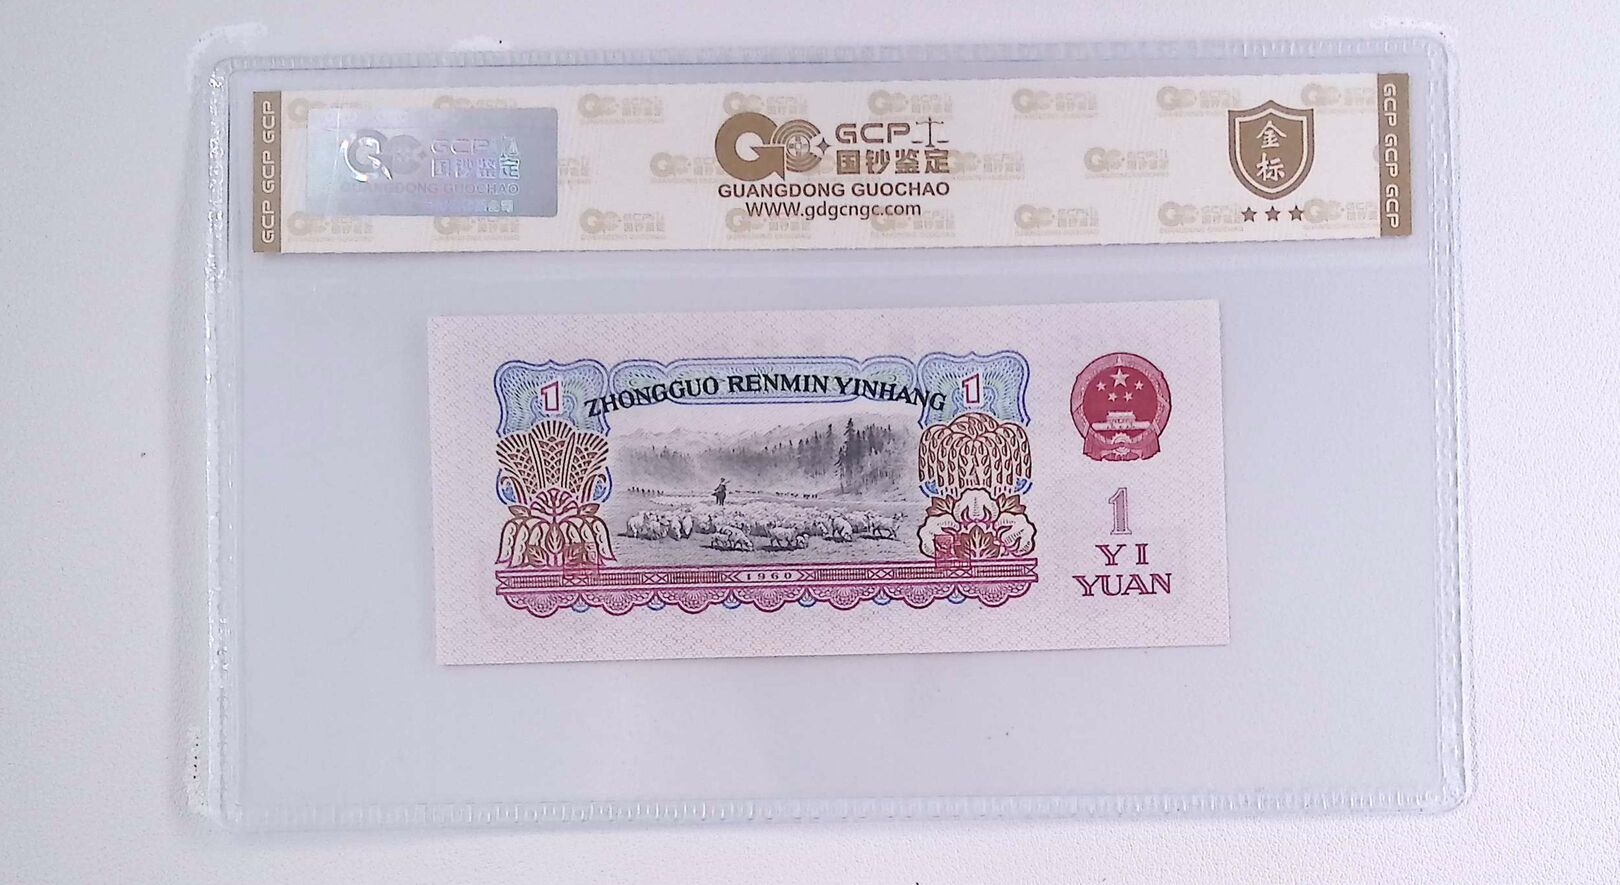 GCP GCP GCP
GCP
国钞鉴定
GUANGDONG GUOCHAO
GCP
国钞鉴定
GUANGDONG GUOCHAO
WWW.gdgcngc.com
金标
GCP GCP GCP
1
ZHONGGUO RENMIN YINHANG
1
1960
1
YI
YUAN